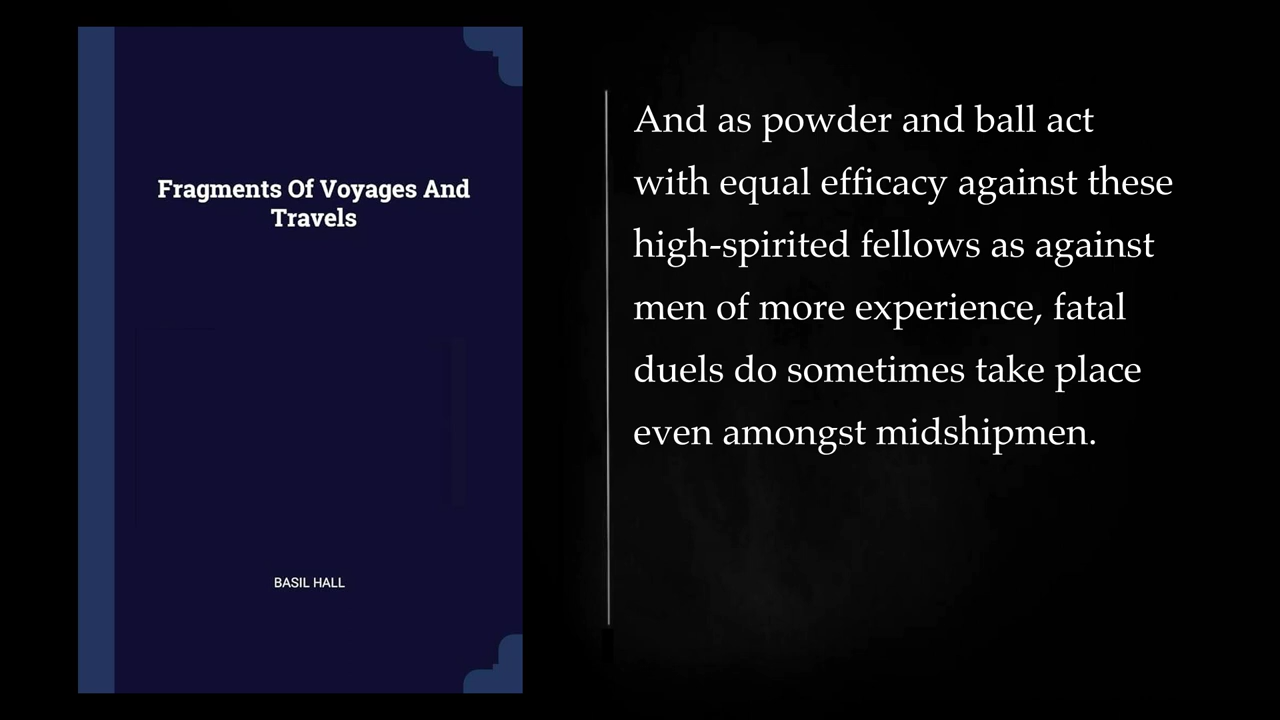 Fragments Of Voyages And
Travels
BASIL HALL
And as powder and ball act
with equal efficacy against these
high-spirited fellows as against
men of more experience, fatal
duels do sometimes take place
even amongst midshipmen.